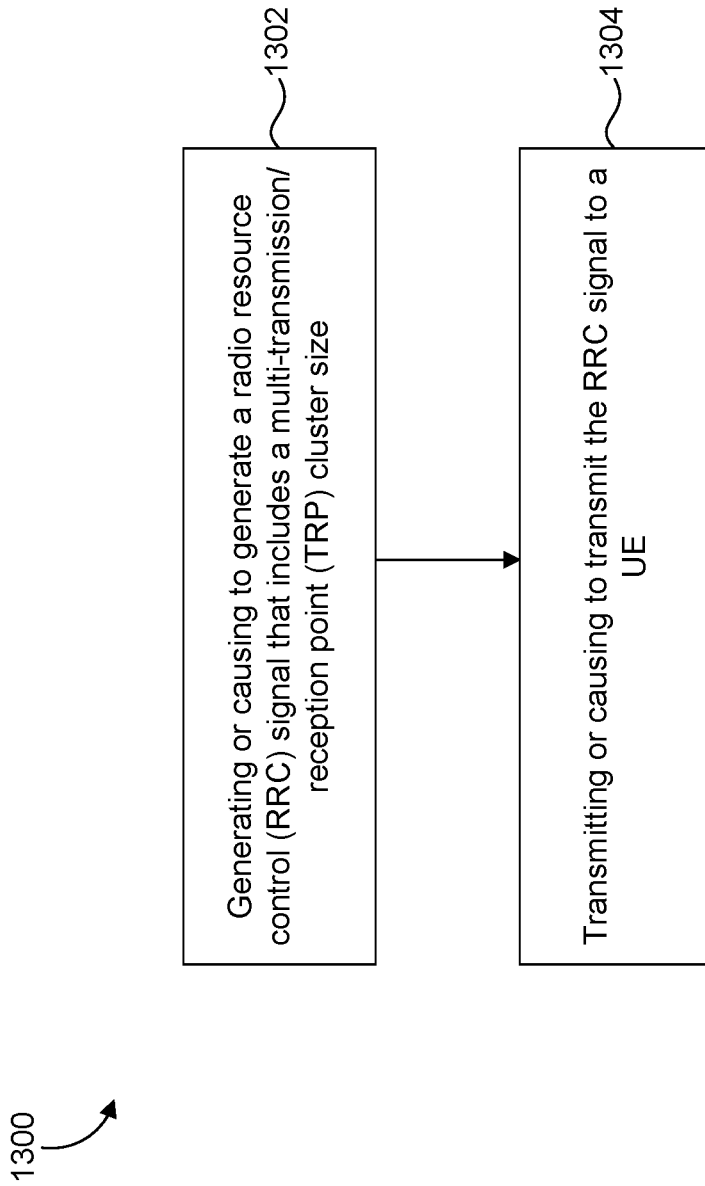 1300
Generating or causing to generate a radio resource
control (RRC) signal that includes a multi-transmission/
reception point (TRP) cluster size
1302
Transmitting or causing to transmit the RRC signal to a
UE
1304